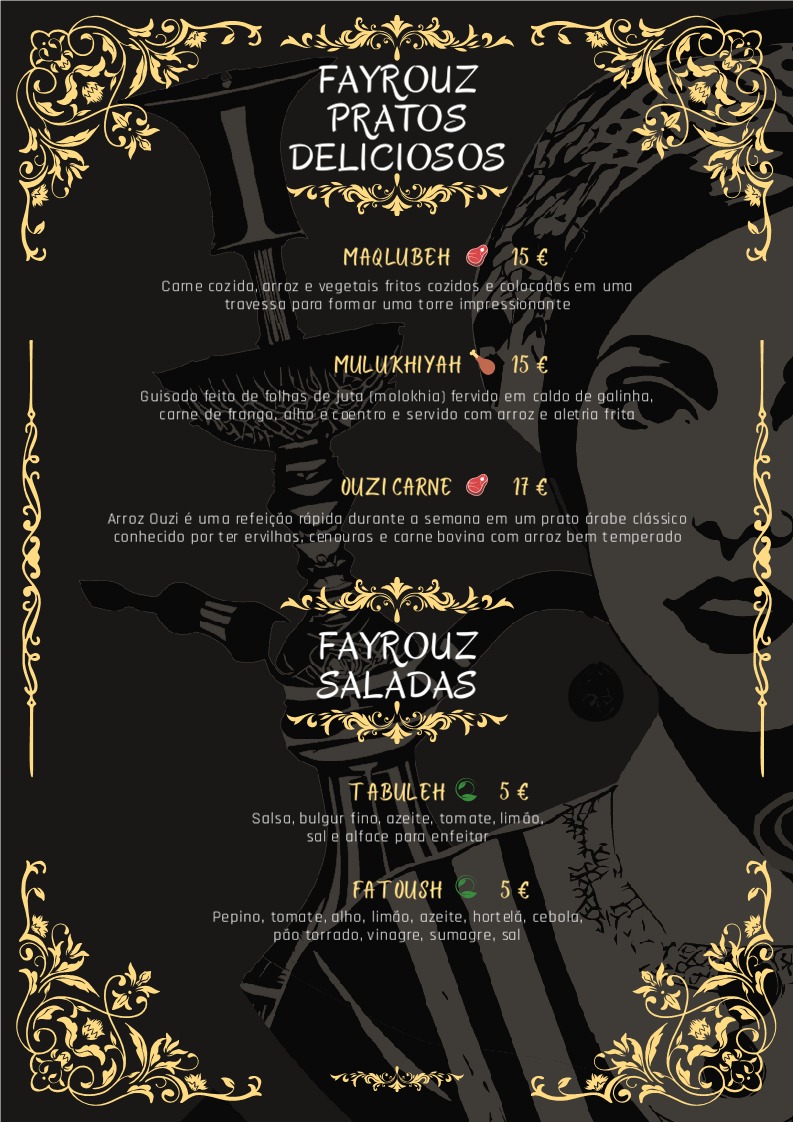 FAYROUZ
PRATOS
DELICIOSOS
MAQLUBEH 15 €
Carne cozida, arroz e vegetais fritos cozidos e colocados em uma
travessa para formar uma torre impressionante
MULUKHIYAH 15 €
Guisado feito de folhas de juta (molokhia) fervido em caldo de galinha,
carne de frango, alho e coentro e servido com arroz e aletria frita
OUZI CARNE 17 €
Arroz Ouzi é uma refeição rápida durante a semana em um prato árabe clássico
conhecido por ter ervilhas, cenouras e carne bovina com arroz bem temperado
FAYROUZ
SALADAS
TABULEH 5 €
Salsa, bulgur fino, azeite, tomate, limão,
sal e alface para enfeitar
FATOUSH 5 €
Pepino, tomate, alho, limão, azeite, hortelã, cebola,
pão torrado, vinagre, sumagre, sal